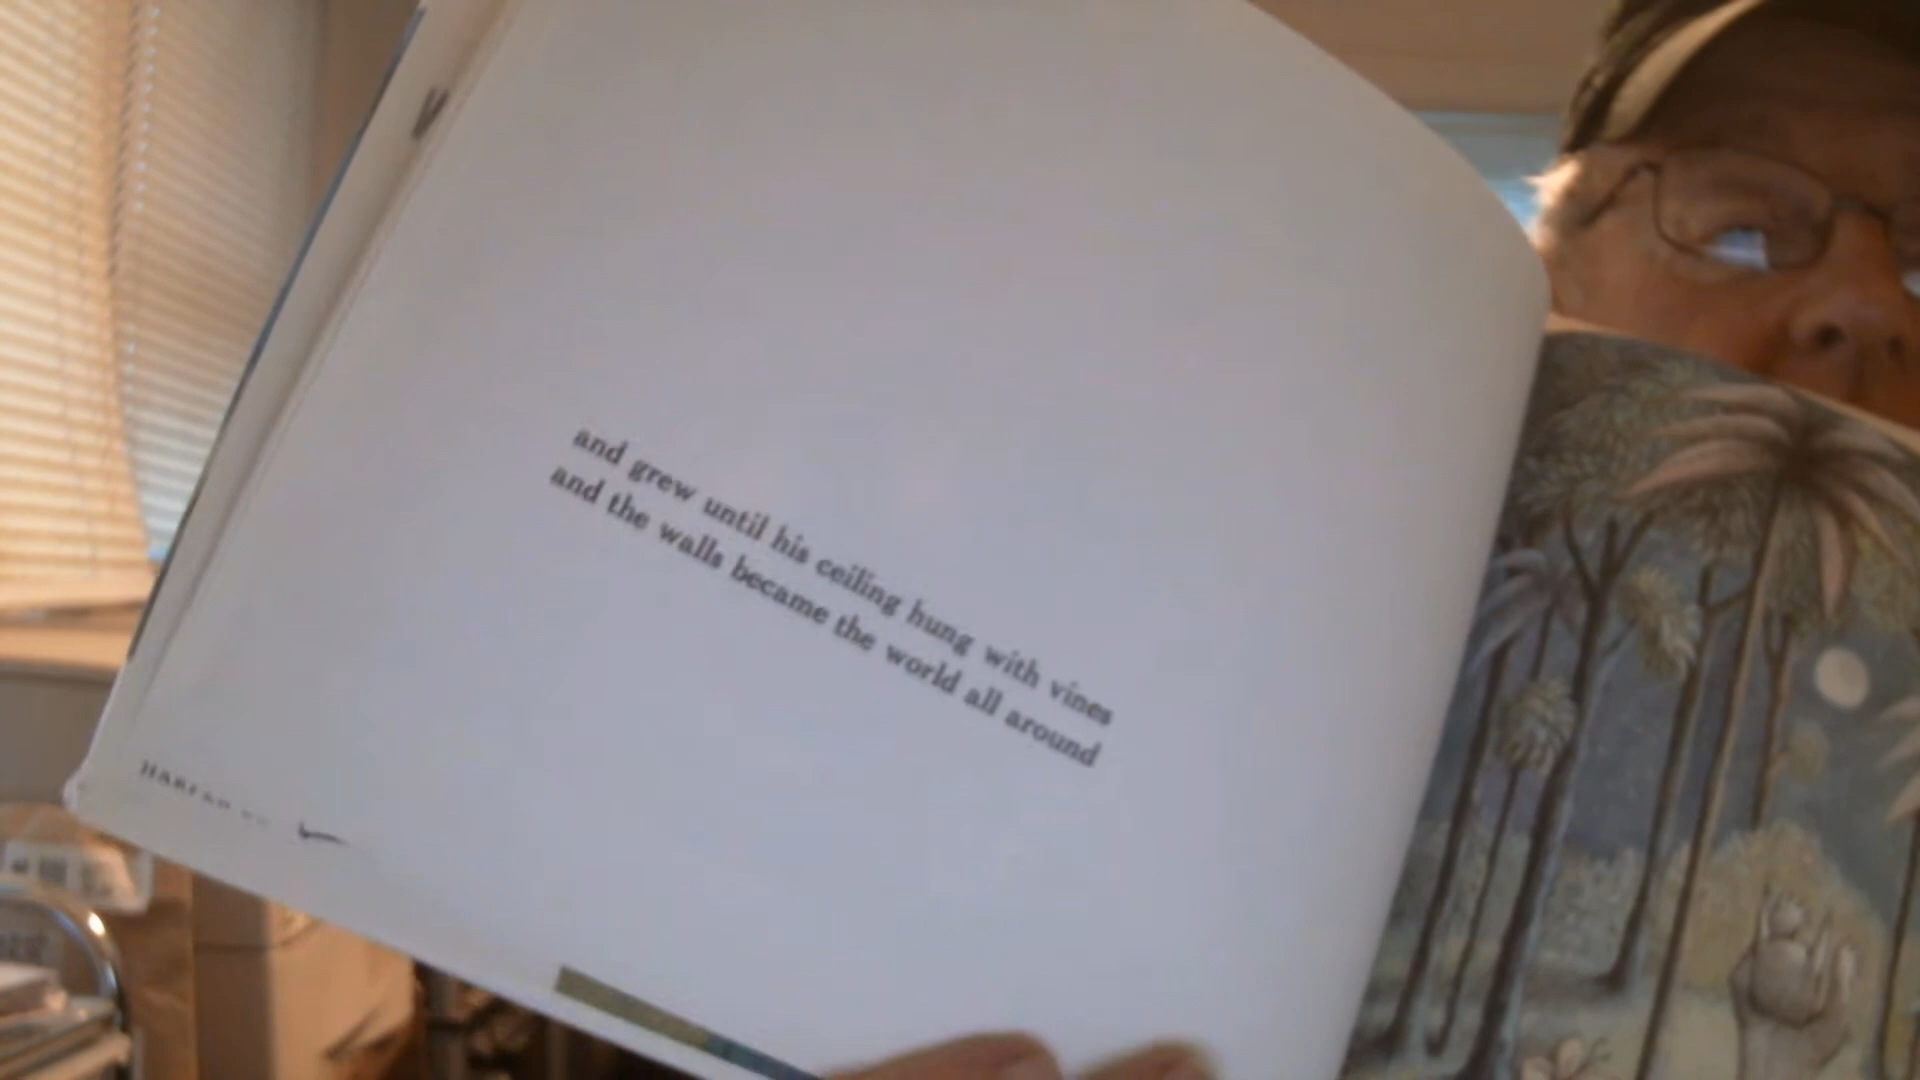 and grew until his ceiling hung with vines
and the walls became the world all around